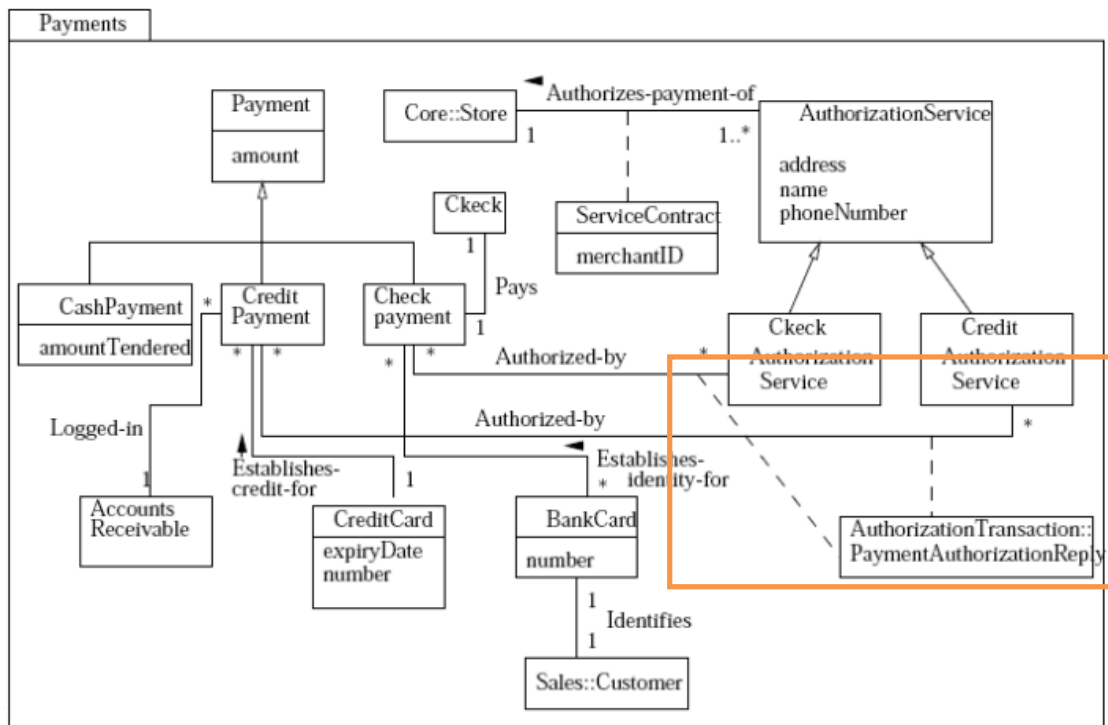 Payments
Payment
amount
Core::Store
Authorizes-payment-of
1
1..*
AuthorizationService
address
name
phoneNumber
Ckeck
1
ServiceContract
merchantID
Pays
1
CashPayment
amountTendered
*
Credit
Payment
*
*
Check
payment
*
*
Ckeck
Authorization
Service
*
Credit
Authorization
Service
*
Authorized-by
Authorized-by
Logged-in
1
Establishes-
credit-for
1
Establishes-
identity-for
*
Accounts
Receivable
CreditCard
expiryDate
number
BankCard
number
AuthorizationTransaction::
PaymentAuthorizationReply
1
Identifies
1
Sales::Customer